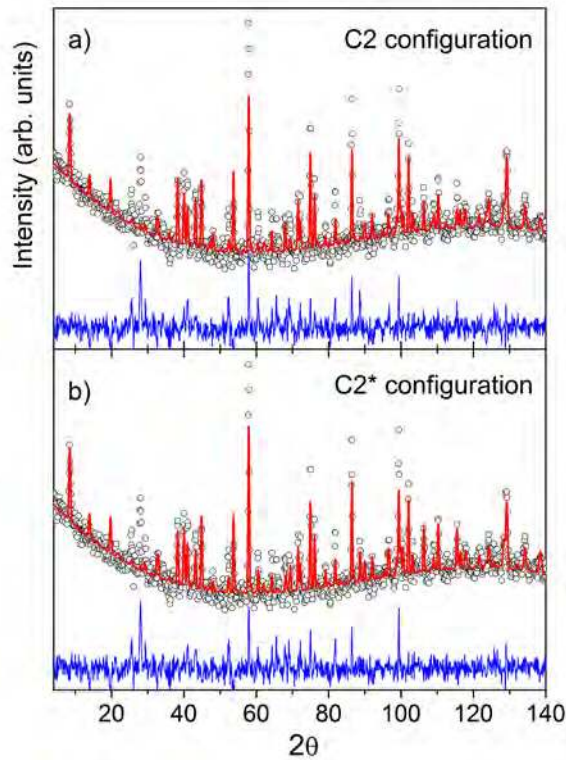 a)
C2 configuration
Intensity (arb. units)
b)
C2* configuration
20 40 60 80 100 120 140
2θ